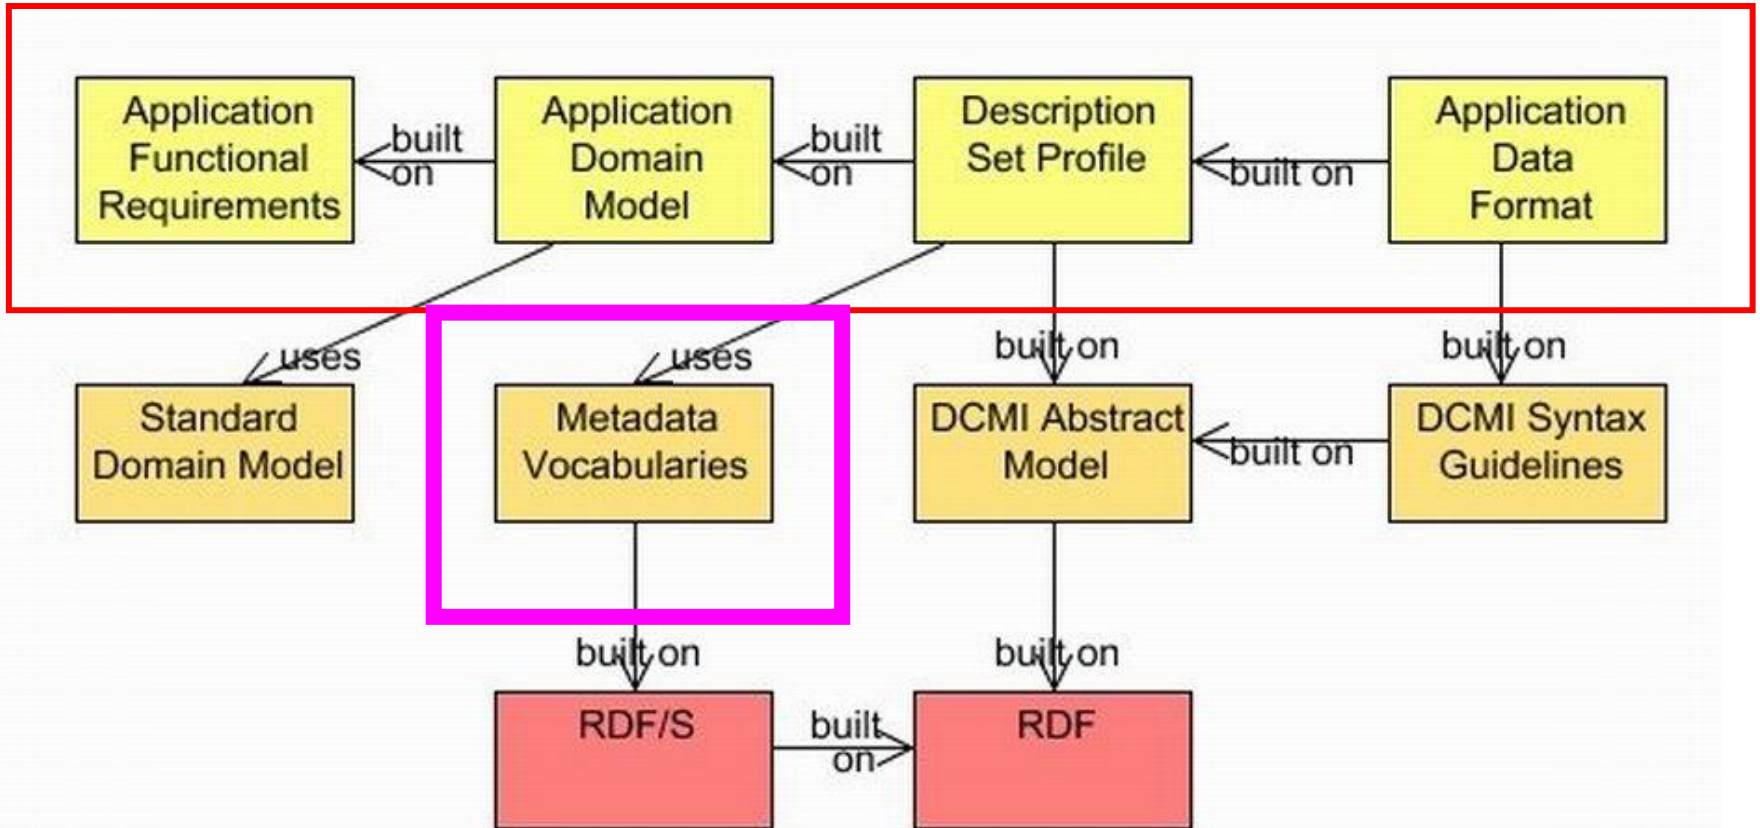 Application
Functional
Requirements
built
on
Application
Domain
Model
built
on
Description
Set Profile
built on
Application
Data
Format
uses
uses
built on
built on
Standard
Domain Model
Metadata
Vocabularies
DCMI Abstract
Model
built on
DCMI Syntax
Guidelines
built on
built on
RDF/S
built
on
RDF